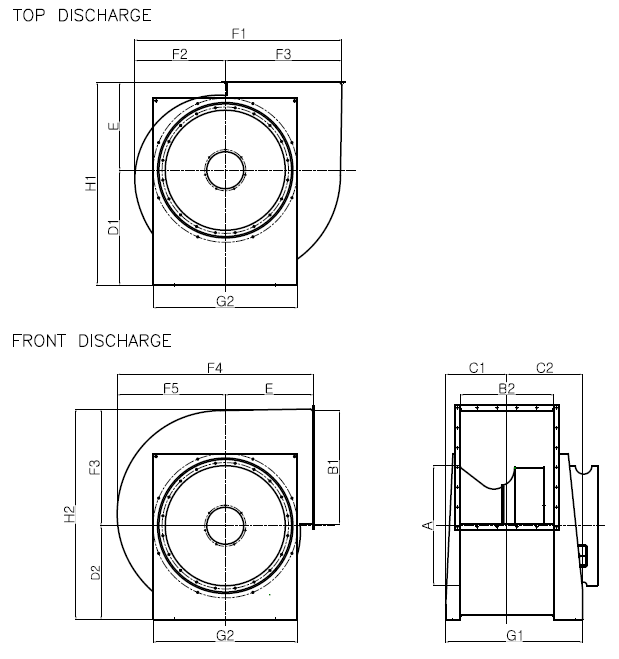 TOP DISCHARGE
F1
F2 F3
E
H1
D1
G2
FRONT DISCHARGE
F4
F5 E
C1 C2
B2
F3
B1
H2
A
D2
G2
G1